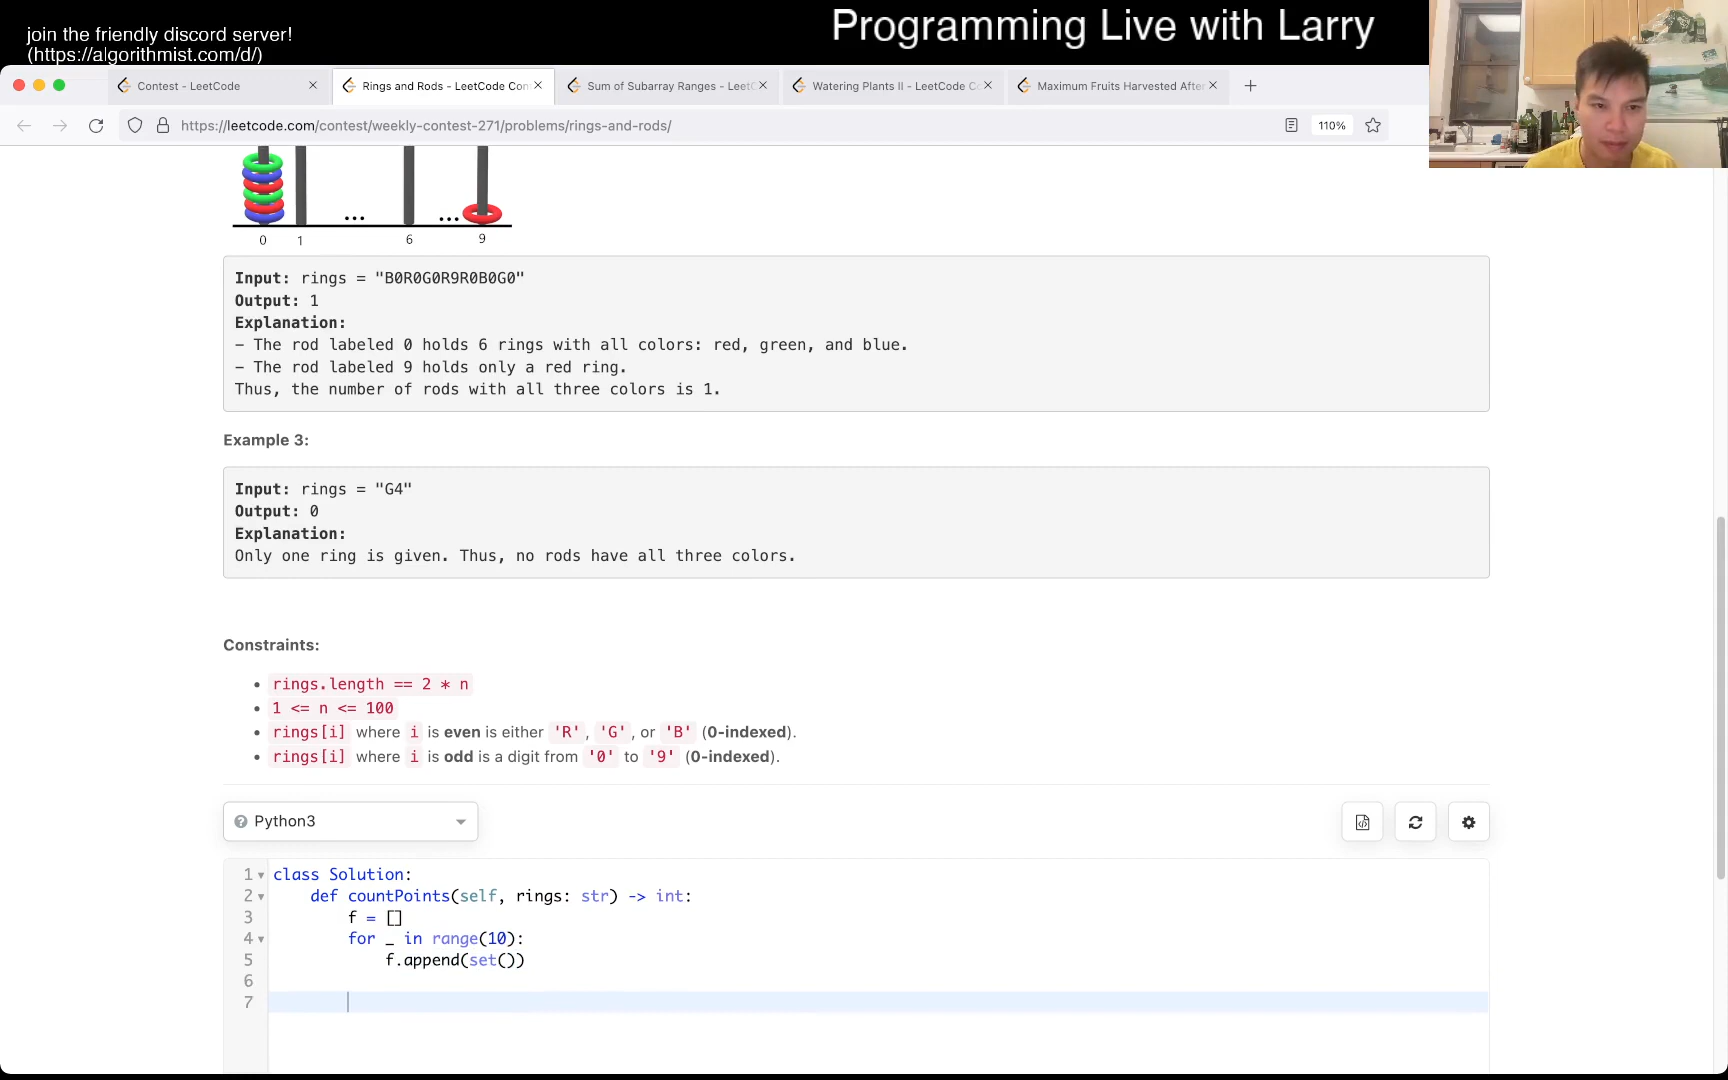 join the friendly discord server!
(https://algorithmist.com/d/)
Programming Live with Larry
Contest - LeetCode
Rings and Rods - LeetCode Con
Sum of Subarray Ranges - LeetC
Watering Plants II - LeetCode C
Maximum Fruits Harvested After
https://leetcode.com/contest/weekly-contest-271/problems/rings-and-rods/
110%
... ...
0 1 6 9
Input: rings = "B0R0G0R9R0B0G0"
Output: 1
Explanation:
- The rod labeled 0 holds 6 rings with all colors: red, green, and blue.
- The rod labeled 9 holds only a red ring.
Thus, the number of rods with all three colors is 1.
Example 3:
Input: rings = "G4"
Output: 0
Explanation:
Only one ring is given. Thus, no rods have all three colors.
Constraints:
• rings.length == 2 * n
• 1 <= n <= 100
• rings[i] where i is even is either 'R', 'G', or 'B' (0-indexed).
• rings[i] where i is odd is a digit from '0' to '9' (0-indexed).
Python3
1 class Solution:
2 def countPoints(self, rings: str) -> int:
3 f = []
4 for _ in range(10):
5 f.append(set())
6
7